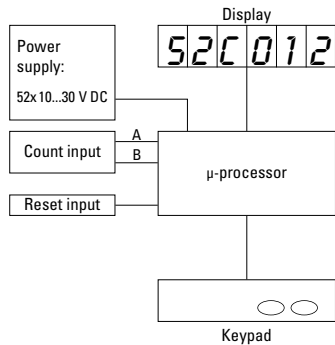 Display
52C012
Power
supply:
52x10...30 V DC
A
Count input
B
µ-processor
Reset input
Keypad